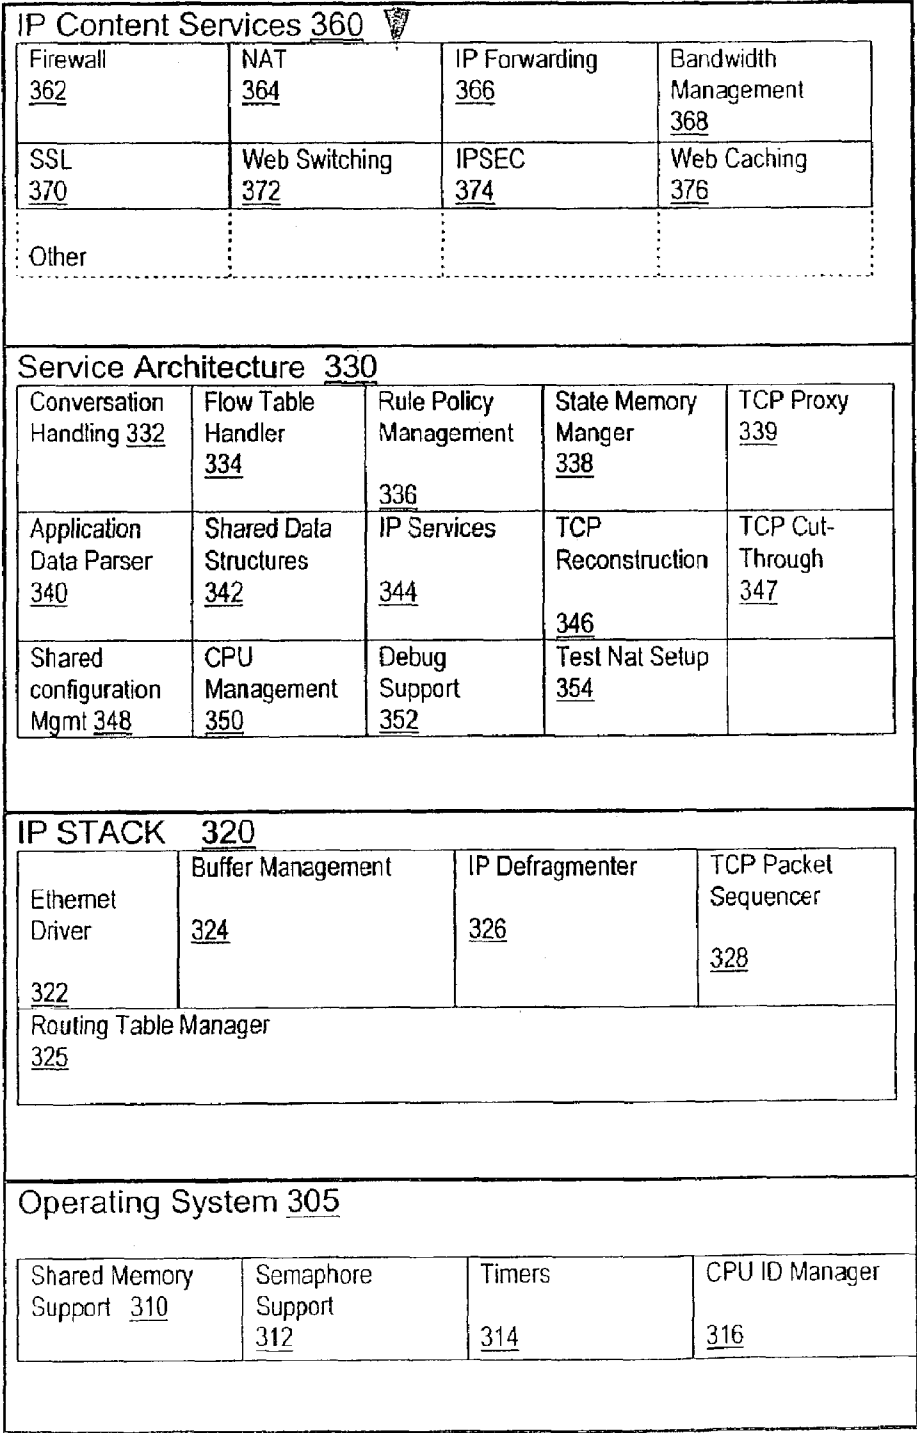 IP Content Services 360
Firewall
362
NAT
364
IP Forwarding
366
Bandwidth
Management
368
SSL
370
Web Switching
372
IPSEC
374
Web Caching
376
Other
Service Architecture 330
Conversation
Handling 332
Flow Table
Handler
334
Rule Policy
Management
336
State Memory
Manger
338
TCP Proxy
339
Application
Data Parser
340
Shared Data
Structures
342
IP Services
344
TCP
Reconstruction
346
TCP Cut-
Through
347
Shared
configuration
Mgmt 348
CPU
Management
350
Debug
Support
352
Test Nat Setup
354
IP STACK 320
Ethernet
Driver
322
Buffer Management
324
IP Defragmenter
326
TCP Packet
Sequencer
328
Routing Table Manager
325
Operating System 305
Shared Memory
Support 310
Semaphore
Support
312
Timers
314
CPU ID Manager
316